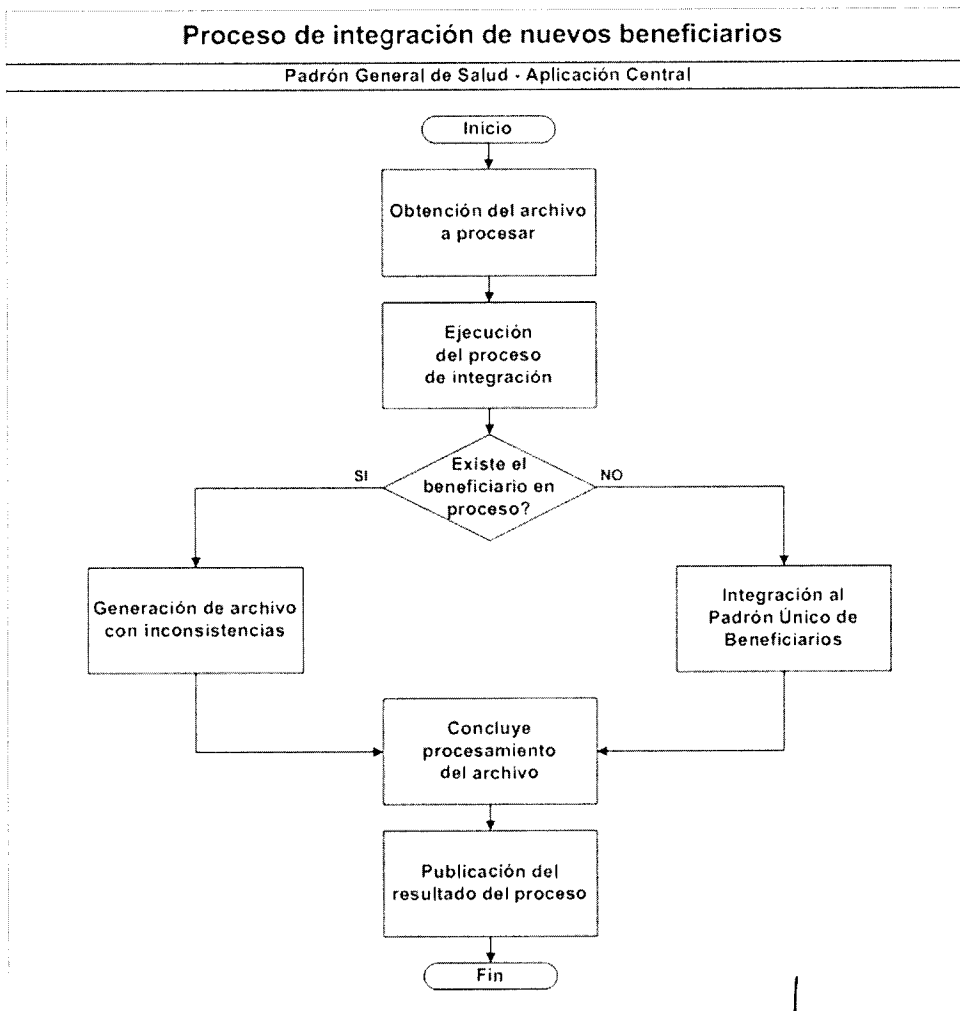 Proceso de integración de nuevos beneficiarios
Padrón General de Salud - Aplicación Central
Inicio
Obtención del archivo
a procesar
Ejecución
del proceso
de integración
Existe el
beneficiario en
proceso?
SI
NO
Generación de archivo
con inconsistencias
Integración al
Padrón Único de
Beneficiarios
Concluye
procesamiento
del archivo
Publicación del
resultado del proceso
Fin